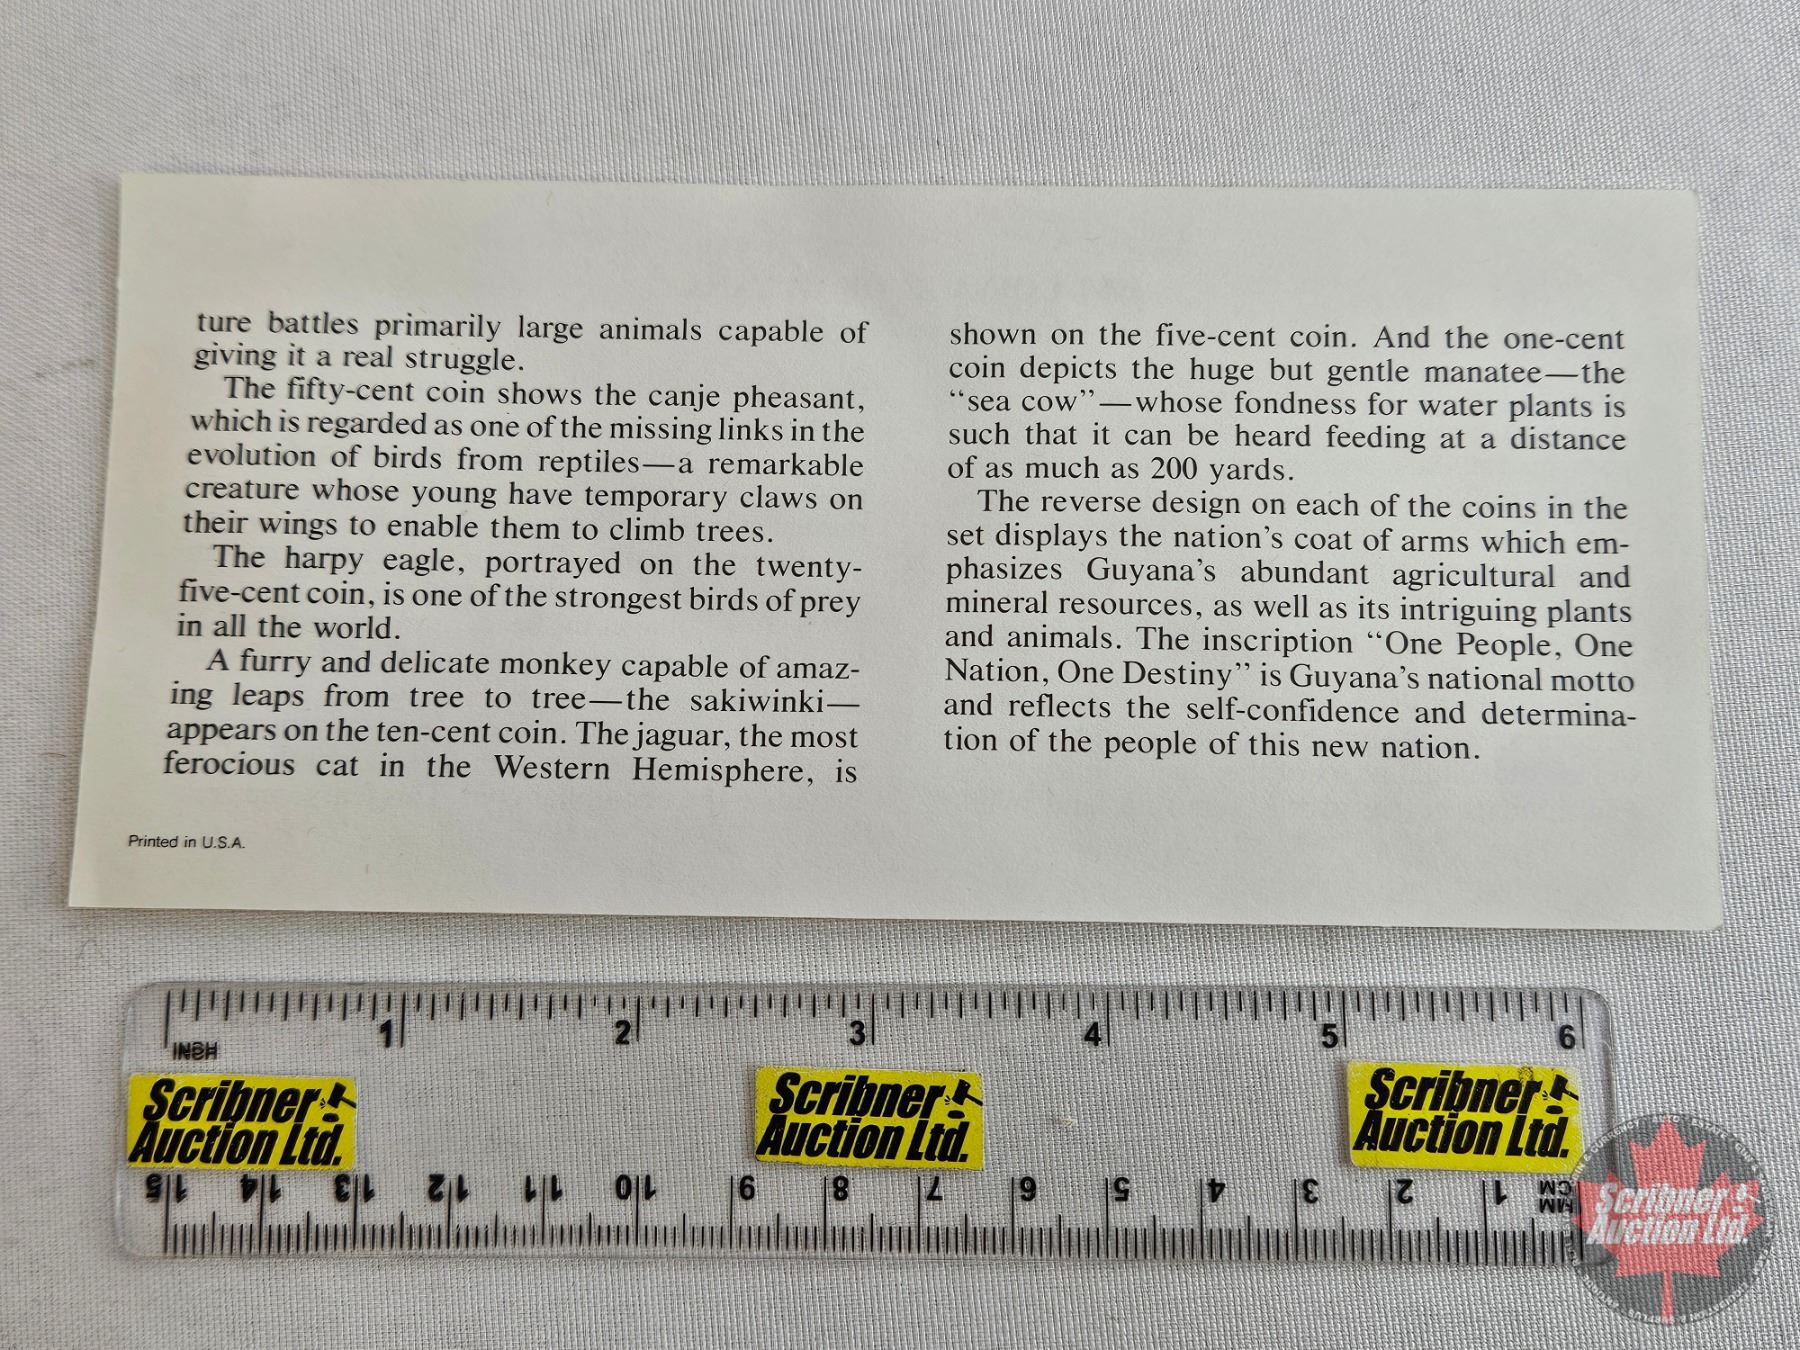 ture battles primarily large animals capable of
giving it a real struggle.
The fifty-cent coin shows the canje pheasant,
which is regarded as one of the missing links in the
evolution of birds from reptiles—a remarkable
creature whose young have temporary claws on
their wings to enable them to climb trees.
The harpy eagle, portrayed on the twenty-
five-cent coin, is one of the strongest birds of prey
in all the world.
A furry and delicate monkey capable of amaz-
ing leaps from tree to tree—the sakiwinki—
appears on the ten-cent coin. The jaguar, the most
ferocious cat in the Western Hemisphere, is
Printed in U.S.A.
shown on the five-cent coin. And the one-cent
coin depicts the huge but gentle manatee—the
“sea cow”—whose fondness for water plants is
such that it can be heard feeding at a distance
of as much as 200 yards.
The reverse design on each of the coins in the
set displays the nation’s coat of arms which em-
phasizes Guyana’s abundant agricultural and
mineral resources, as well as its intriguing plants
and animals. The inscription “One People, One
Nation, One Destiny” is Guyana’s national motto
and reflects the self-confidence and determina-
tion of the people of this new nation.
1 2 3 4 5 6
INCH
Scribner
Auction Ltd.
Scribner
Auction Ltd.
Scribner
Auction Ltd.
15 14 13 12 11 10 9 8 7 6 5 4 3 2 1
CM
MM
Scribner
Auction Ltd.